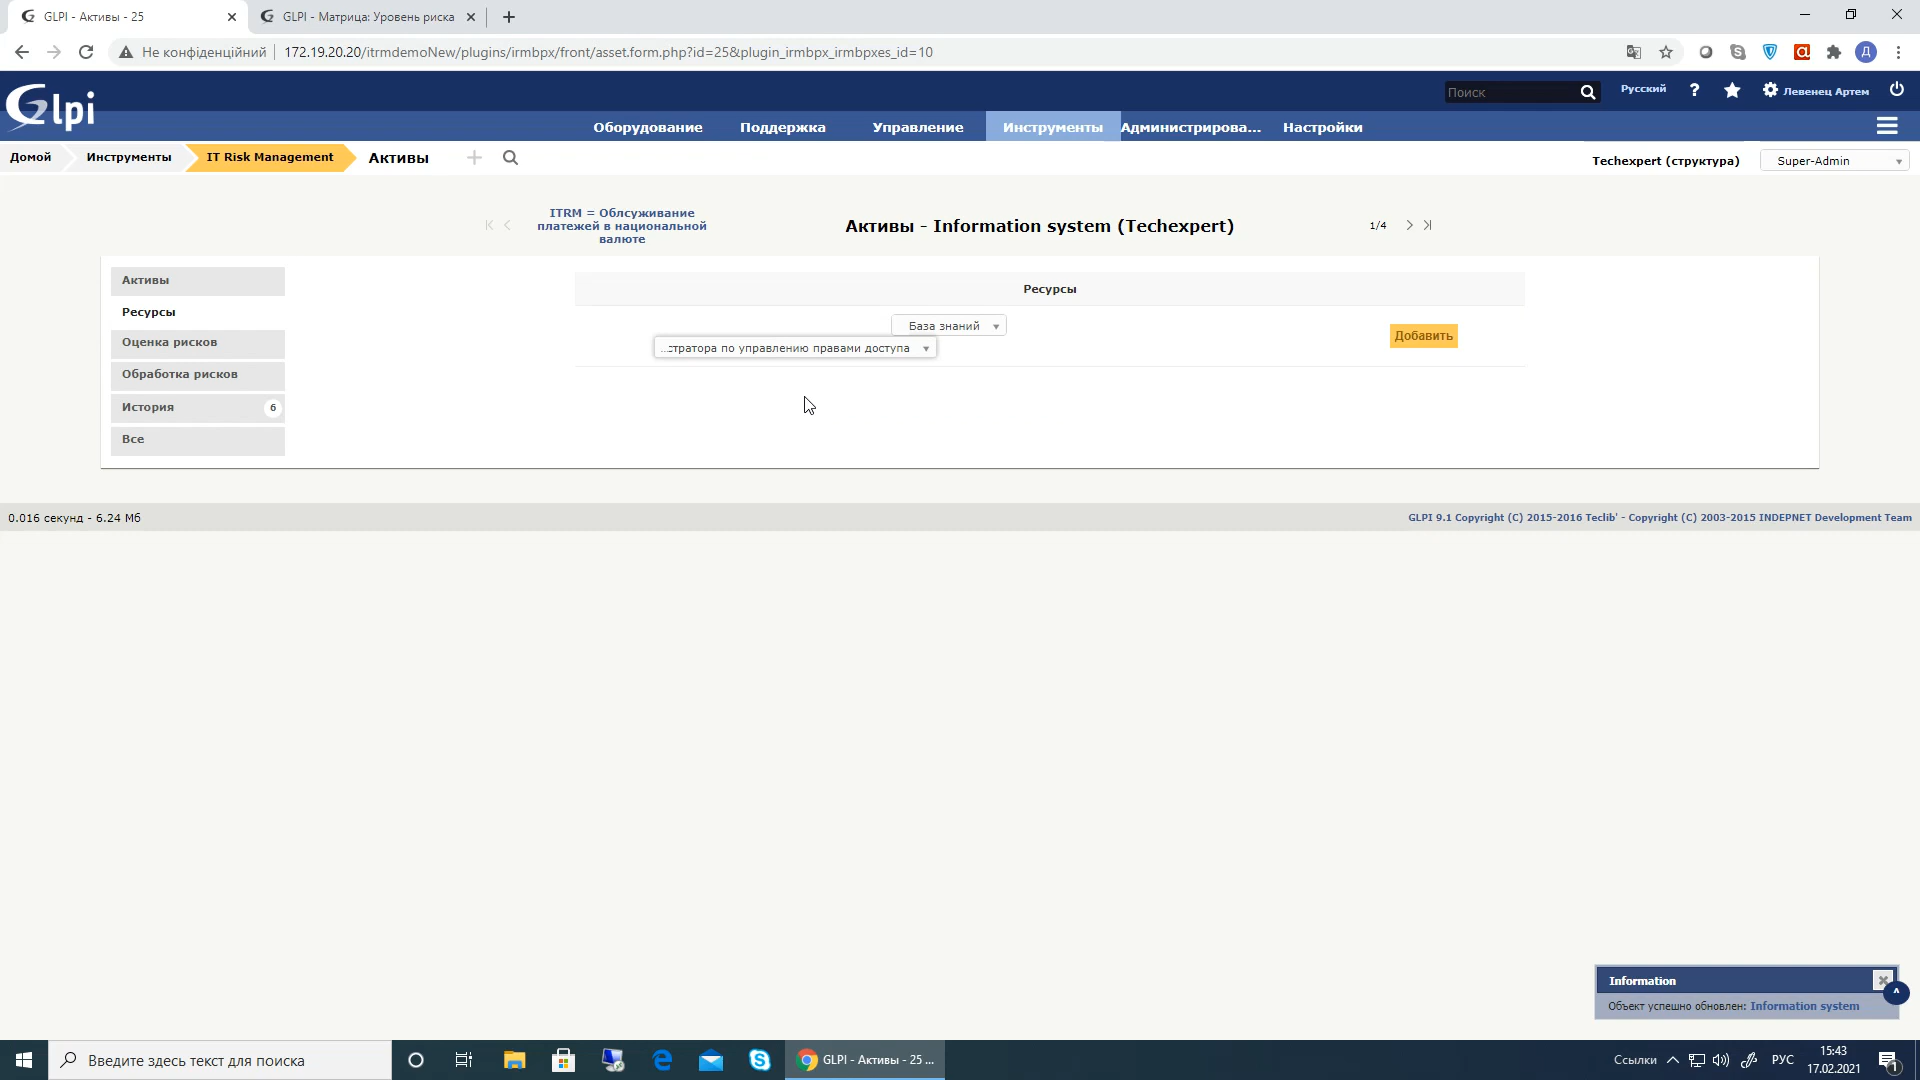 GLPI - Активы - 25
GLPI - Матрица: Уровень риска
Не конфіденційний
172.19.20.20/itrmdemoNew/plugins/irmbpx/front/asset.form.php?id=25&plugin_irmbpx_irmbpxes_id=10
Д
Glpi
Поиск
Русский
?
Левенец Артем
Оборудование
Поддержка
Управление
Инструменты
Администрирова...
Настройки
Домой
Инструменты
IT Risk Management
Активы
Techexpert (структура)
Super-Admin
ITRM = Облсуживание
платежей в национальной
валюте
Активы - Information system (Techexpert)
1/4
Активы
Ресурсы
Оценка рисков
Обработка рисков
История 6
Все
Ресурсы
База знаний
...стратора по управлению правами доступа
Добавить
0.016 секунд - 6.24 Мб
GLPI 9.1 Copyright (C) 2015-2016 Teclib' - Copyright (C) 2003-2015 INDEPNET Development Team
Information
Объект успешно обновлен: Information system
Введите здесь текст для поиска
GLPI - Активы - 25 ...
Ссылки
РУС
15:43
17.02.2021
1